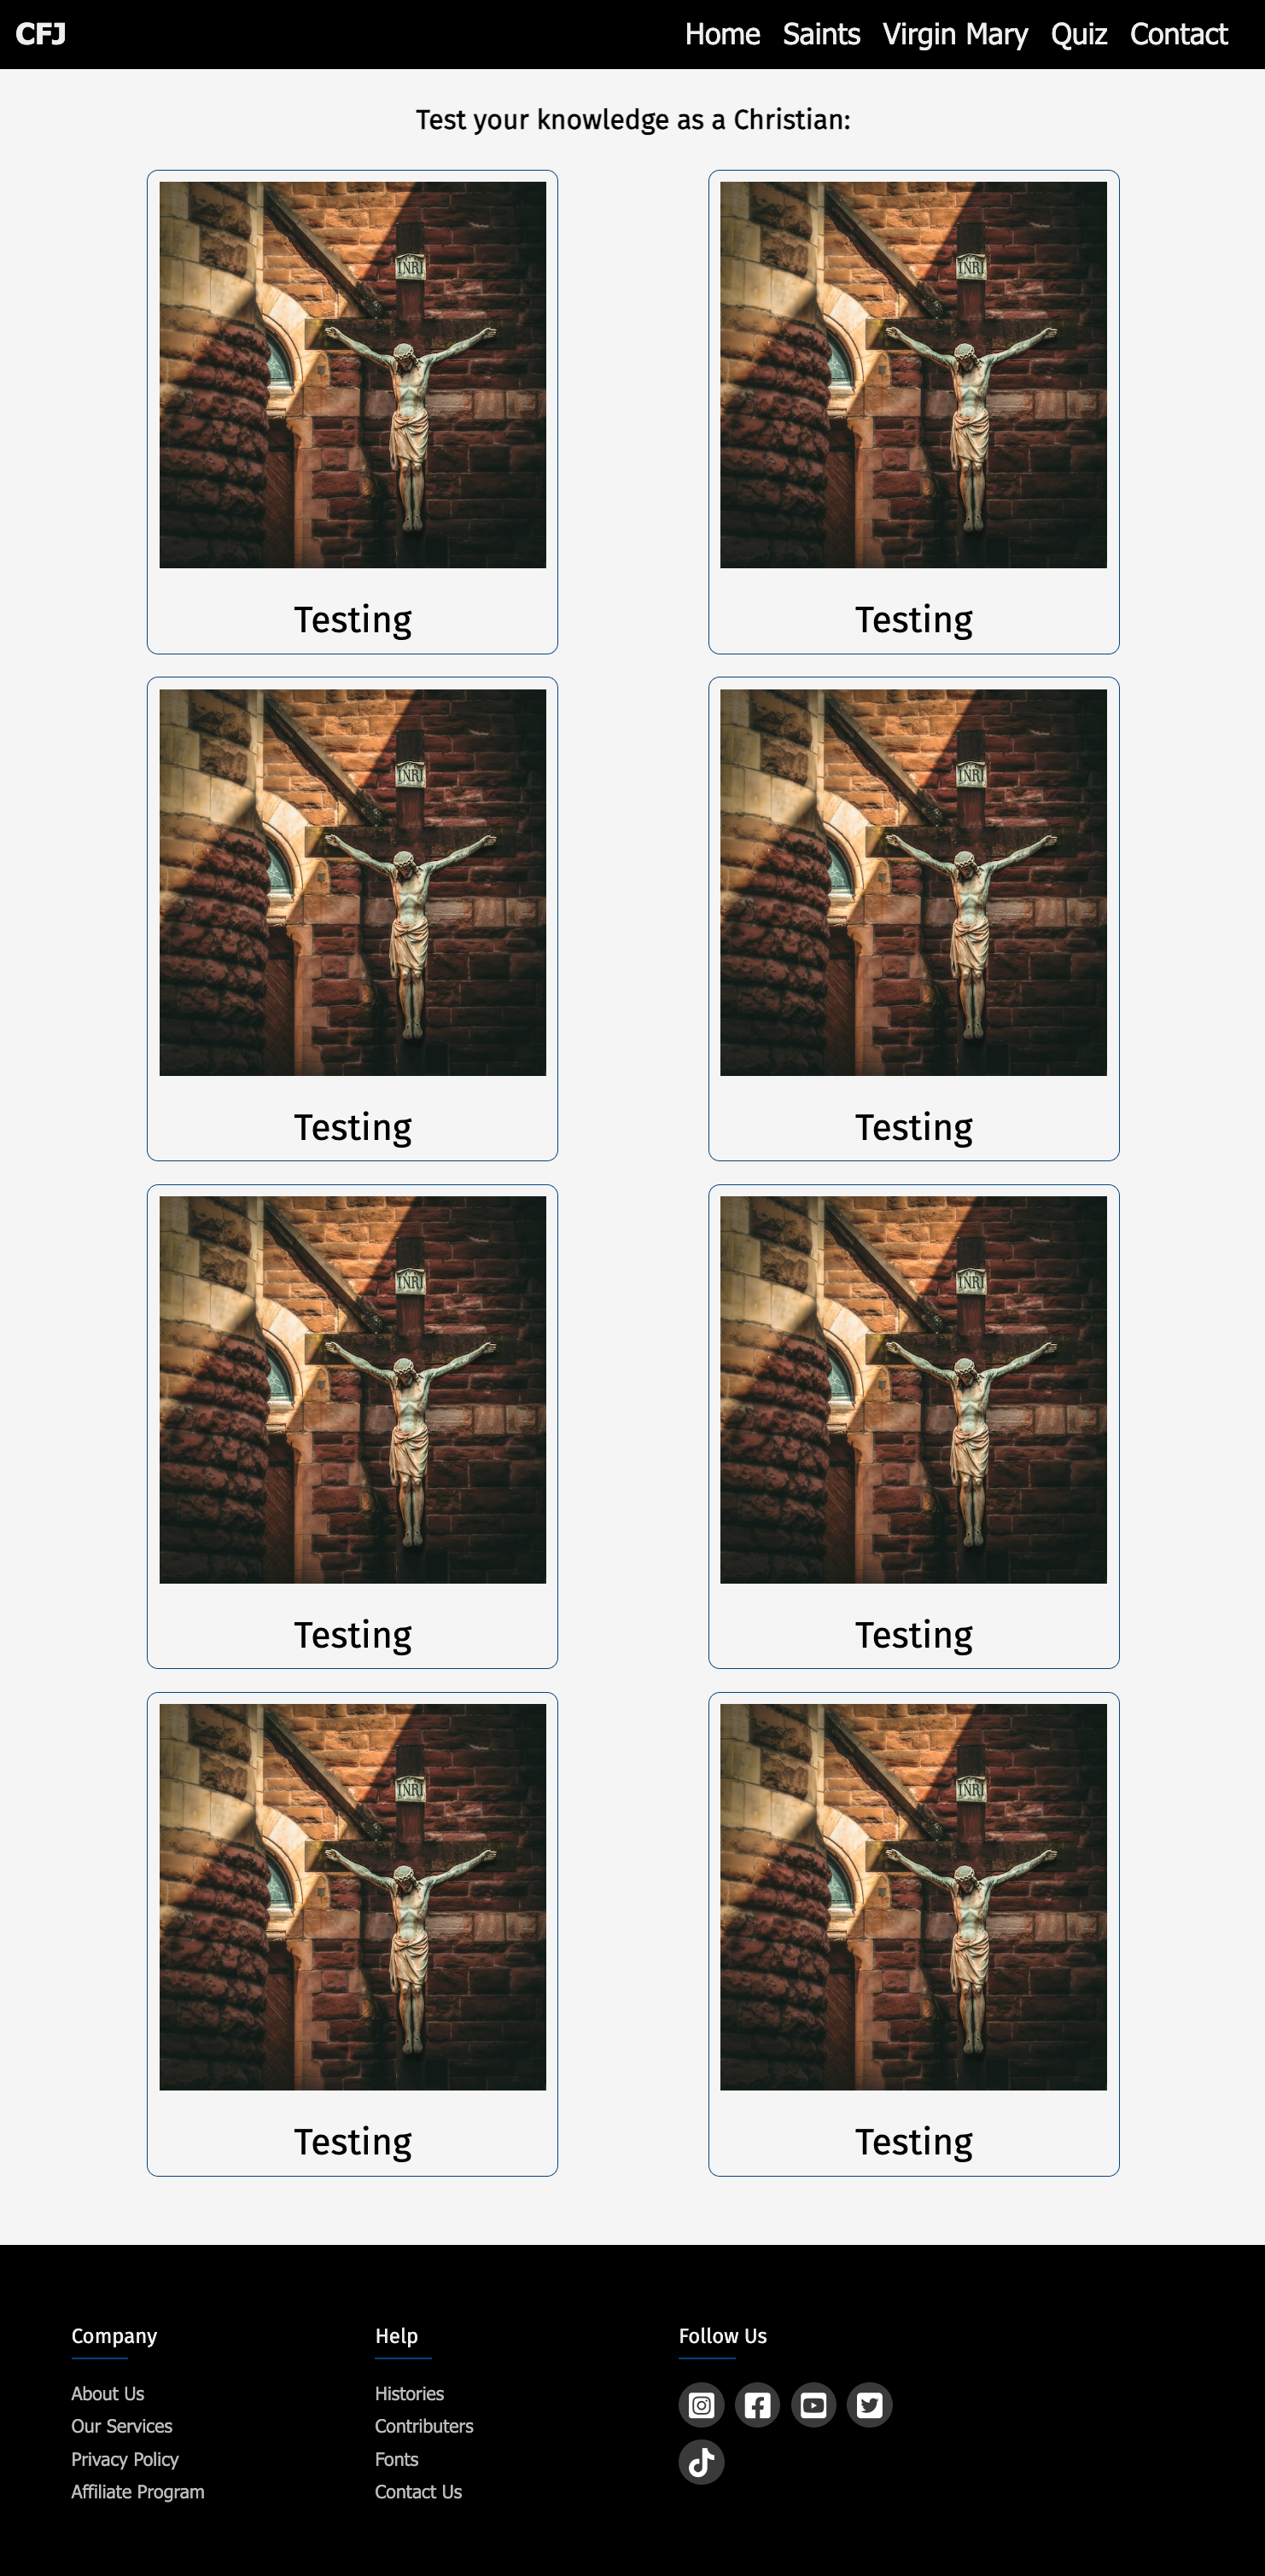 CFJ Home Saints Virgin Mary Quiz Contact
Test your knowledge as a Christian:
INRI INRI
Testing Testing
INRI INRI
Testing Testing
INRI INRI
Testing Testing
INRI INRI
Testing Testing
Company
About Us
Our Services
Privacy Policy
Affiliate Program
Help
Histories
Contributers
Fonts
Contact Us
Follow Us